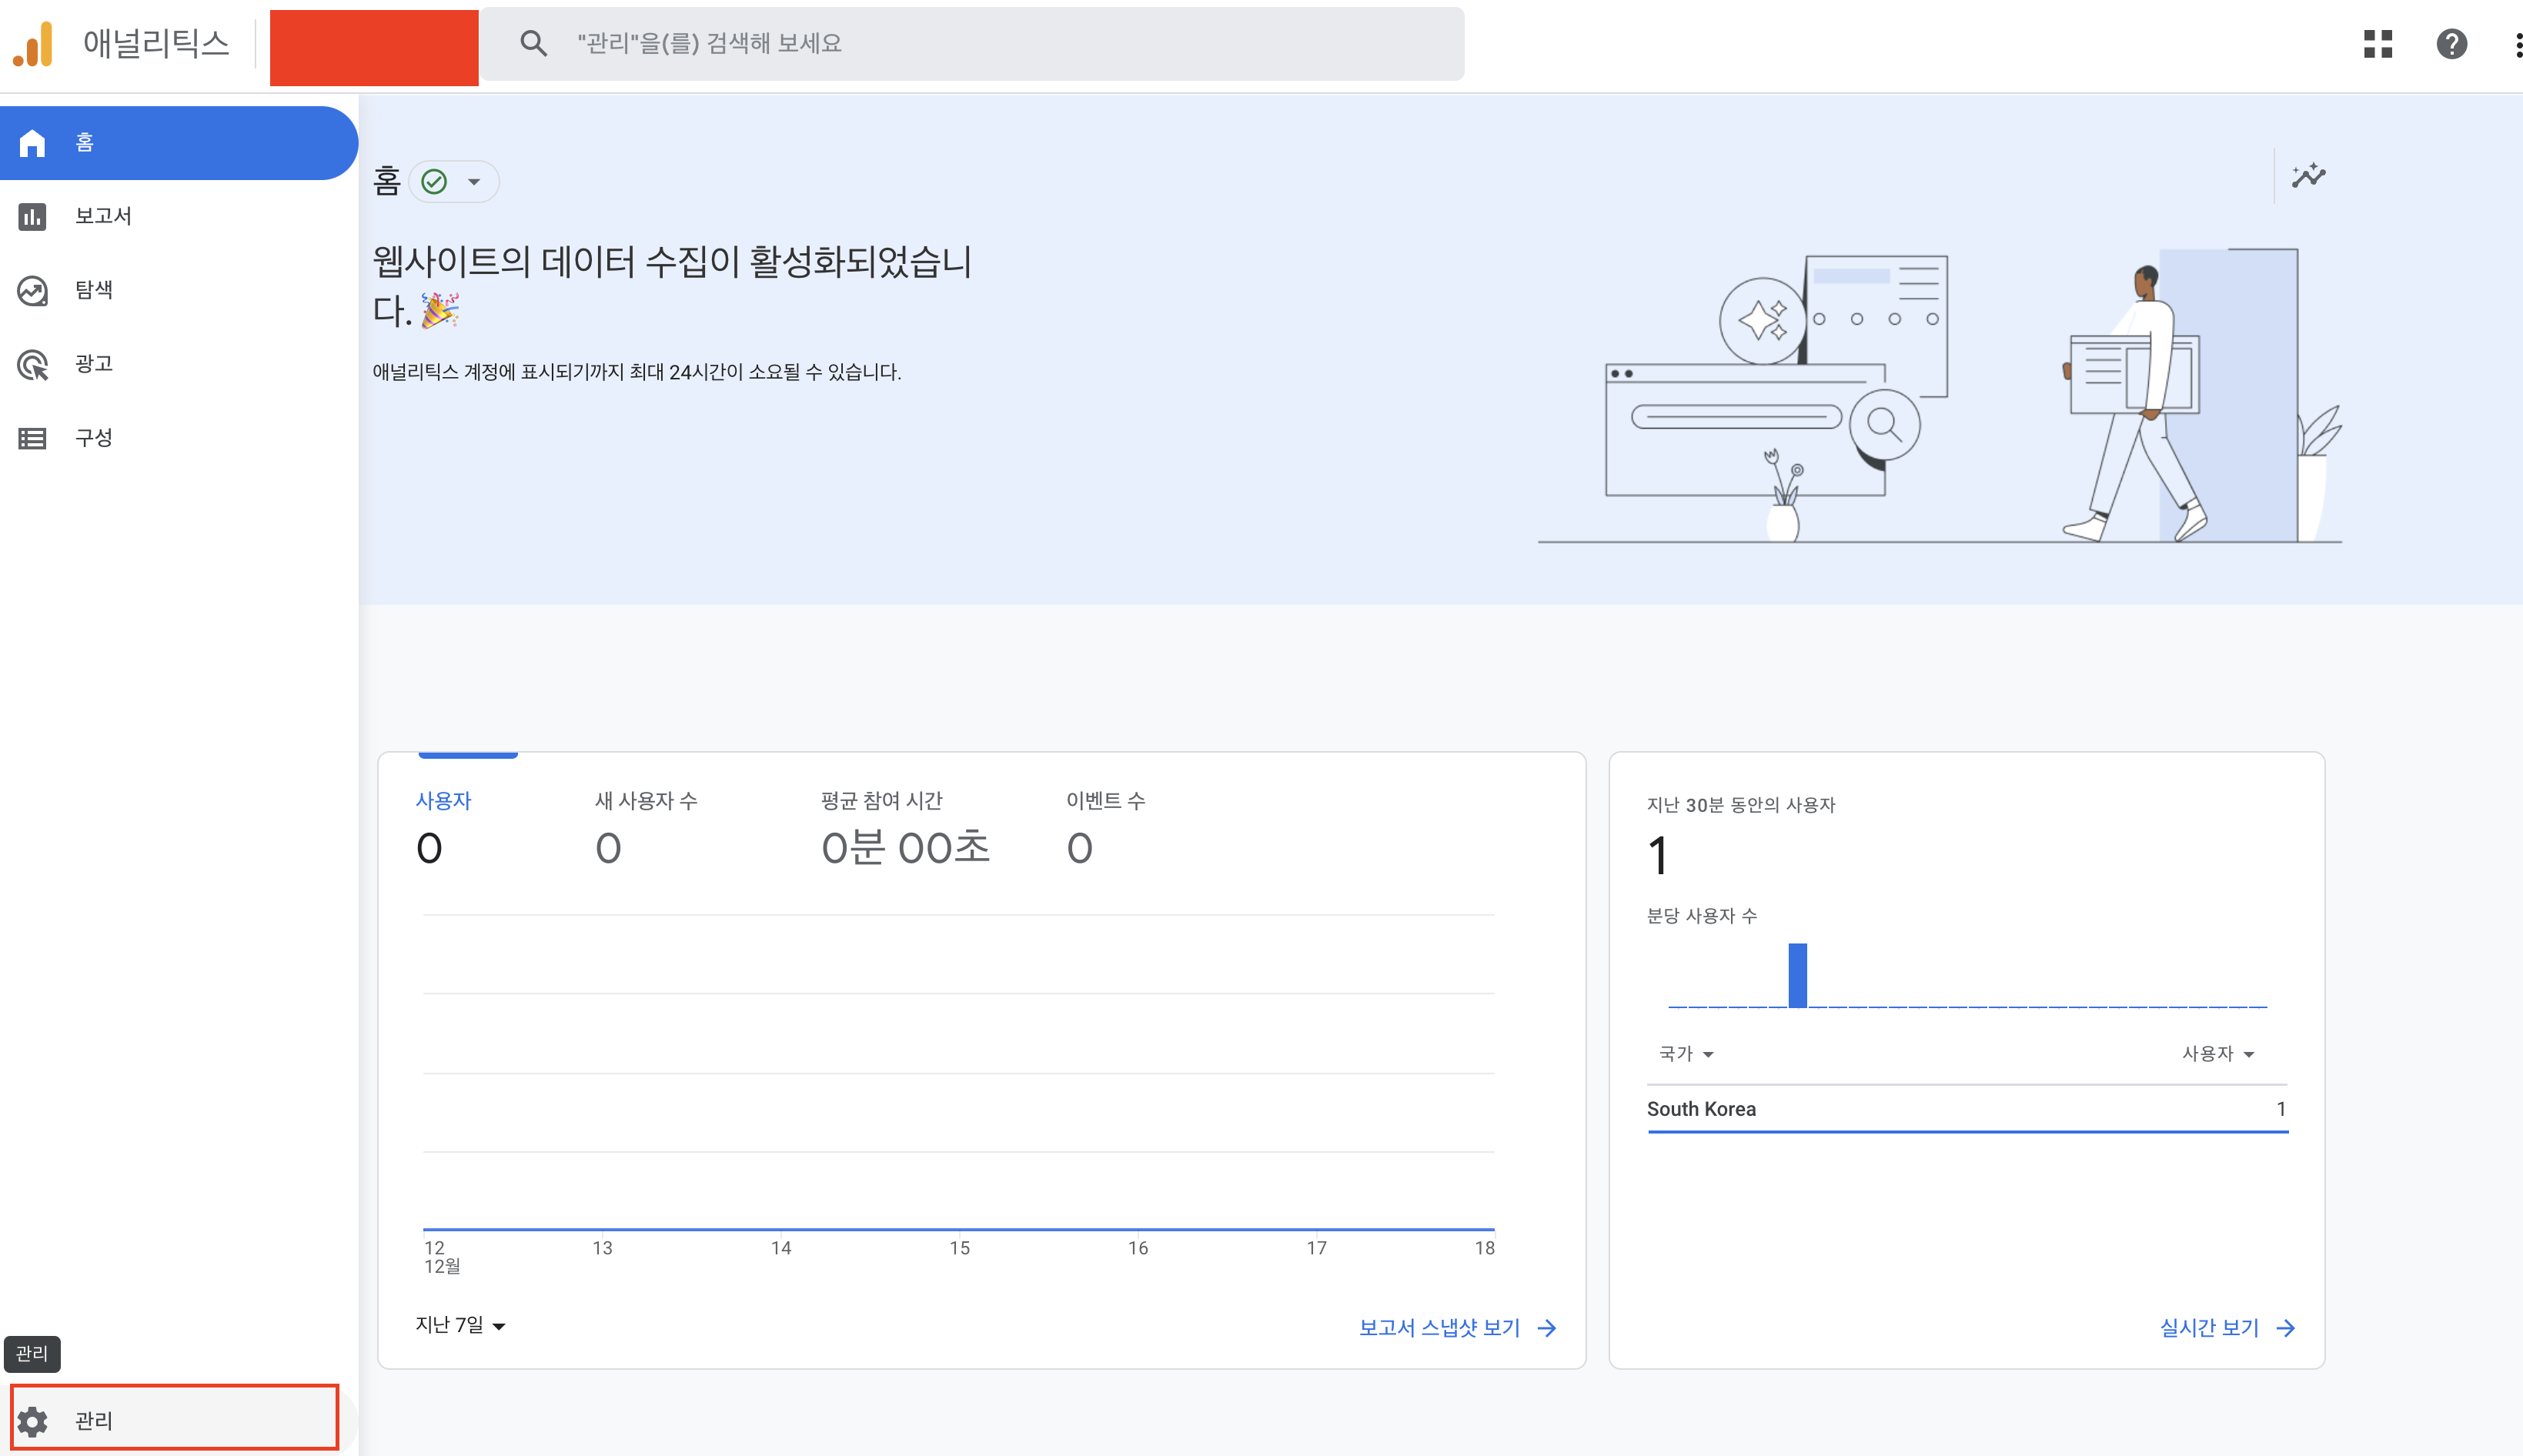 애널리틱스
"관리"을(를) 검색해 보세요
홈
보고서
탐색
광고
구성
관리
관리
홈
웹사이트의 데이터 수집이 활성화되었습니
다. 🎉
애널리틱스 계정에 표시되기까지 최대 24시간이 소요될 수 있습니다.
사용자
0
새 사용자 수
0
평균 참여 시간
0분 00초
이벤트 수
0
12
12월
13
14
15
16
17
18
지난 7일
보고서 스냅샷 보기
지난 30분 동안의 사용자
1
분당 사용자 수
국가
사용자
South Korea
1
실시간 보기